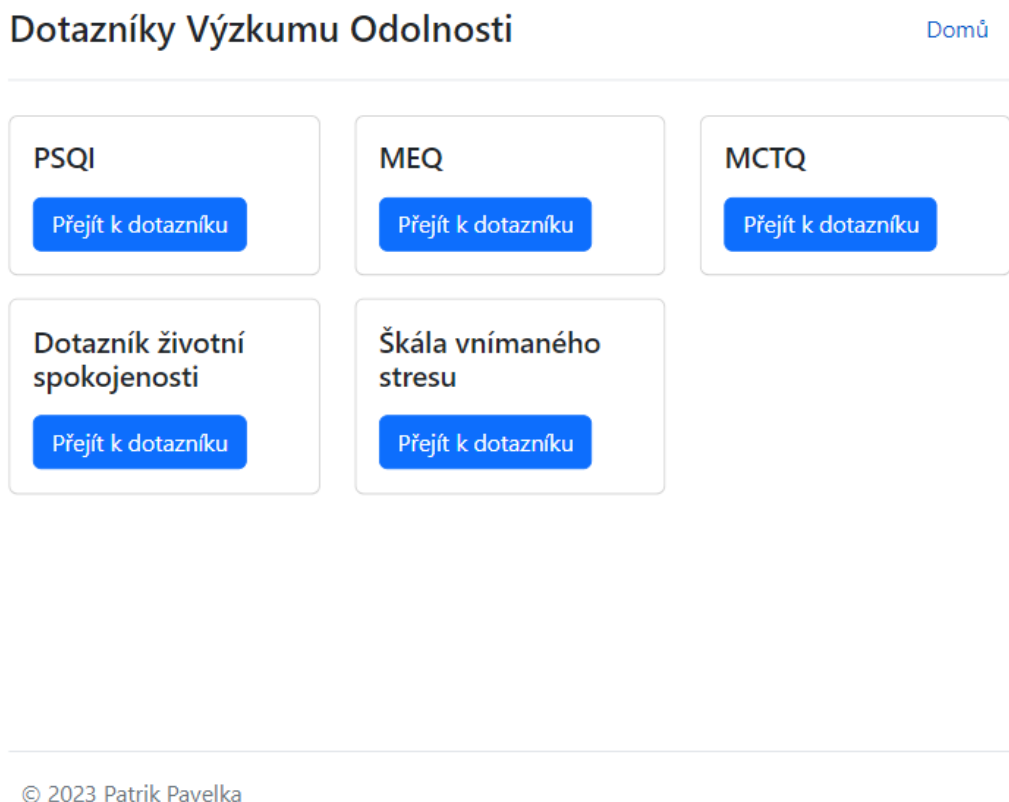 Dotazníky Výzkumu Odolnosti
Domů
PSQI
Přejít k dotazníku
MEQ
Přejít k dotazníku
MCTQ
Přejít k dotazníku
Dotazník životní
spokojenosti
Přejít k dotazníku
Škála vnímaného
stresu
Přejít k dotazníku
© 2023 Patrik Pavelka